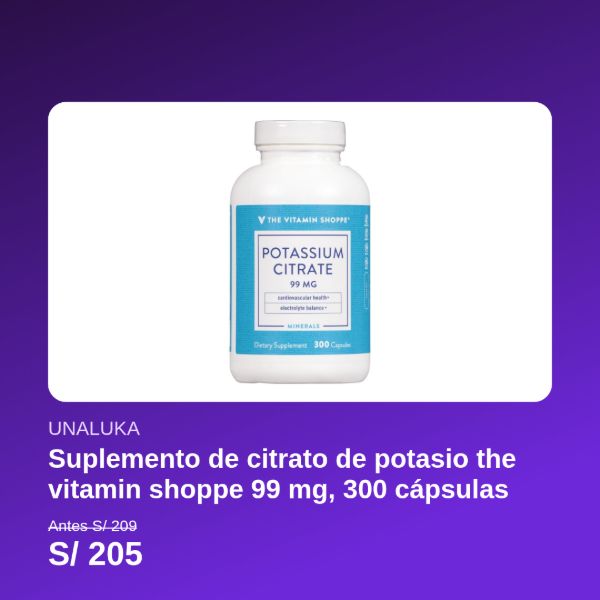 THE VITAMIN SHOPPE
POTASSIUM
CITRATE
99 MG
cardiovascular health
electrolyte balance
MINERALS
Dietary Supplement 300 Capsules
UNALUKA
Suplemento de citrato de potasio the
vitamin shoppe 99 mg, 300 cápsulas
Antes S/ 209
S/ 205